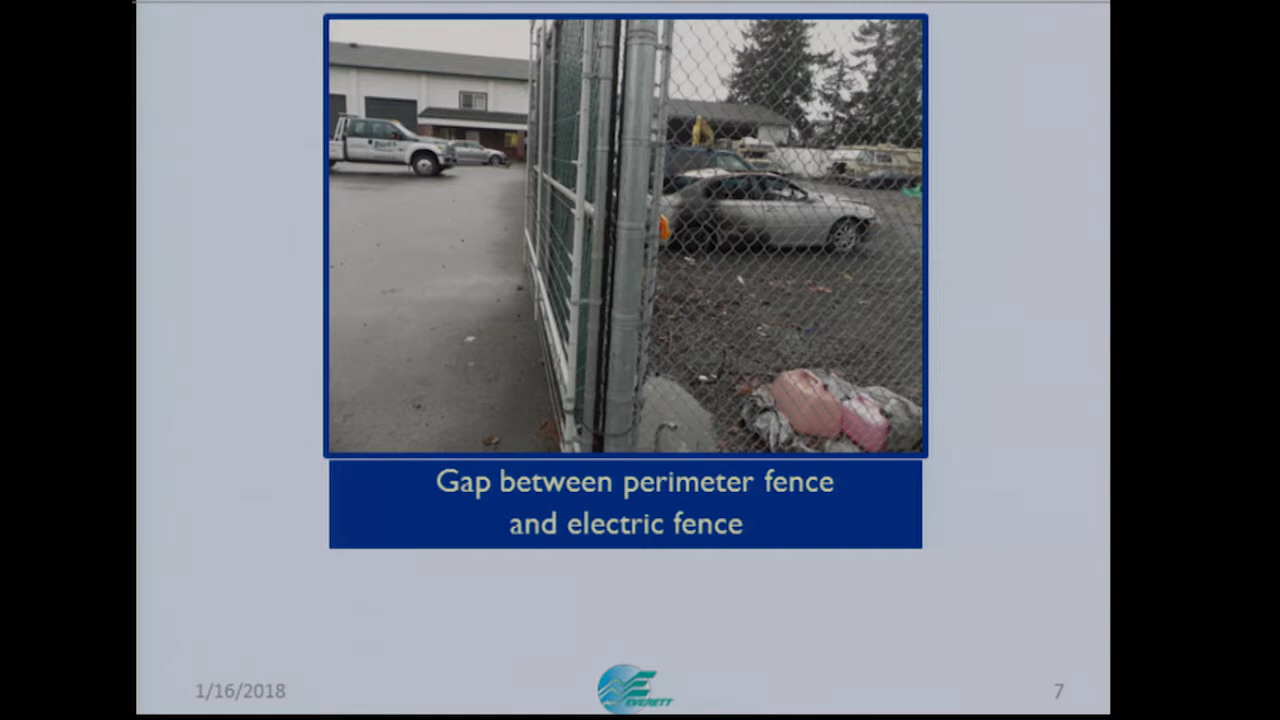 Gap between perimeter fence
and electric fence
1/16/2018
EVERETT
7